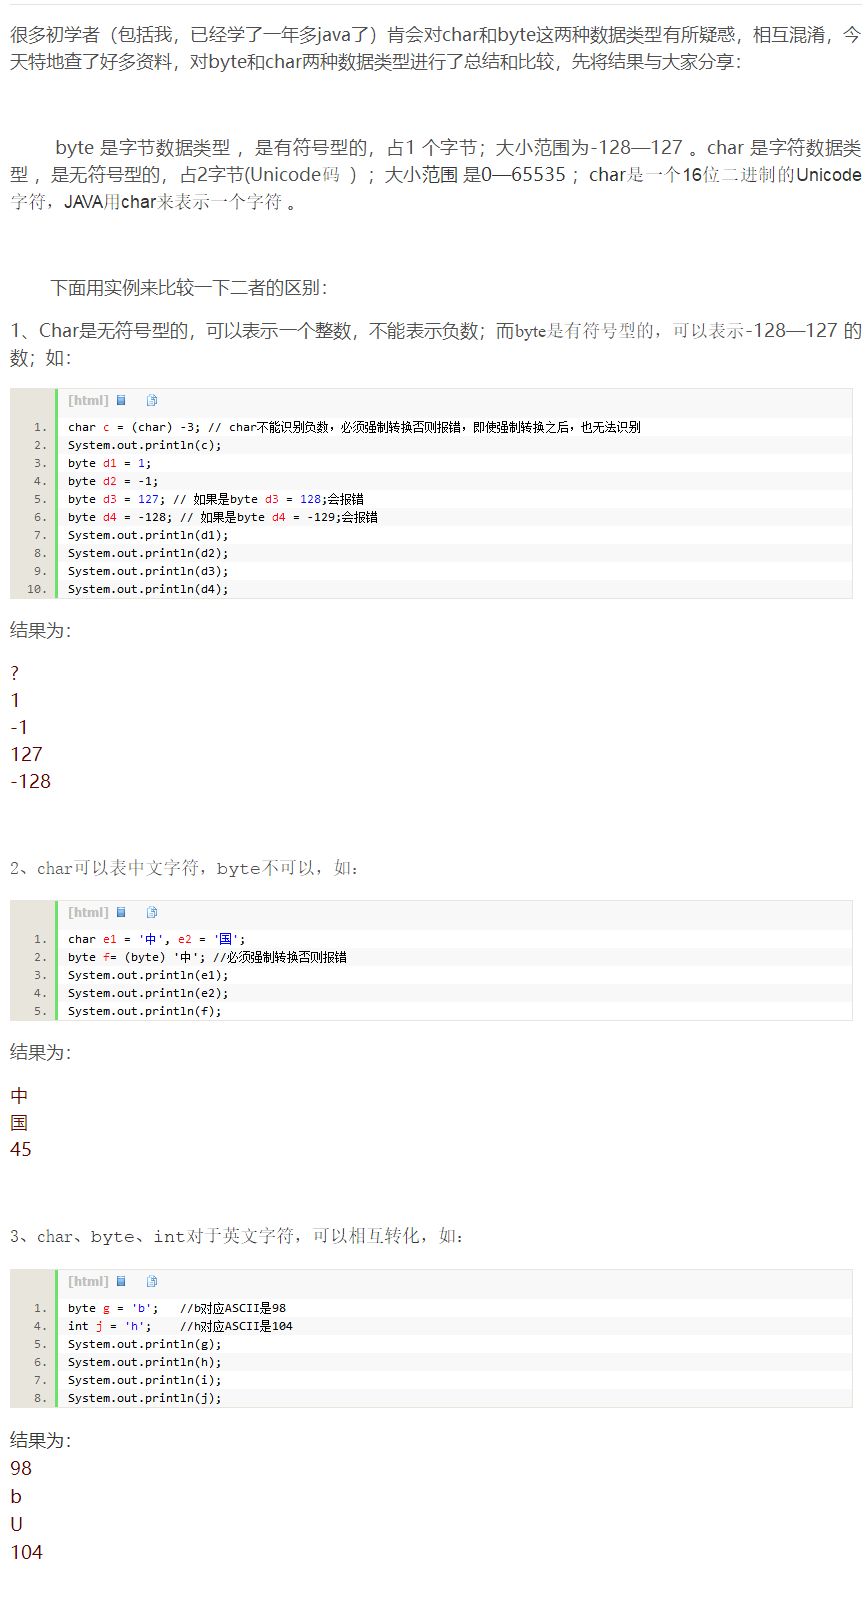 很多初学者（包括我，已经学了一年多java了）肯会对char和byte这两种数据类型有所疑惑，相互混淆，今
天特地查了好多资料，对byte和char两种数据类型进行了总结和比较，先将结果与大家分享：
byte 是字节数据类型 ，是有符号型的，占1 个字节；大小范围为-128—127 。char 是字符数据类
型 ，是无符号型的，占2字节(Unicode码 ）；大小范围 是0—65535 ；char是一个16位二进制的Unicode
字符，JAVA用char来表示一个字符 。
下面用实例来比较一下二者的区别：
1、Char是无符号型的，可以表示一个整数，不能表示负数；而byte是有符号型的，可以表示-128—127 的
数；如：
[html]
1. char c = (char) -3; // char不能识别负数，必须强制转换否则报错，即使强制转换之后，也无法识别
2. System.out.println(c);
3. byte d1 = 1;
4. byte d2 = -1;
5. byte d3 = 127; // 如果是byte d3 = 128;会报错
6. byte d4 = -128; // 如果是byte d4 = -129;会报错
7. System.out.println(d1);
8. System.out.println(d2);
9. System.out.println(d3);
10. System.out.println(d4);
结果为：
?
1
-1
127
-128
2、char可以表中文字符，byte不可以，如：
[html]
1. char e1 = '中', e2 = '国';
2. byte f= (byte) '中'; //必须强制转换否则报错
3. System.out.println(e1);
4. System.out.println(e2);
5. System.out.println(f);
结果为：
中
国
45
3、char、byte、int对于英文字符，可以相互转化，如：
[html]
1. byte g = 'b'; //b对应ASCII是98
4. int j = 'h'; //h对应ASCII是104
5. System.out.println(g);
6. System.out.println(h);
7. System.out.println(i);
8. System.out.println(j);
结果为：
98
b
U
104